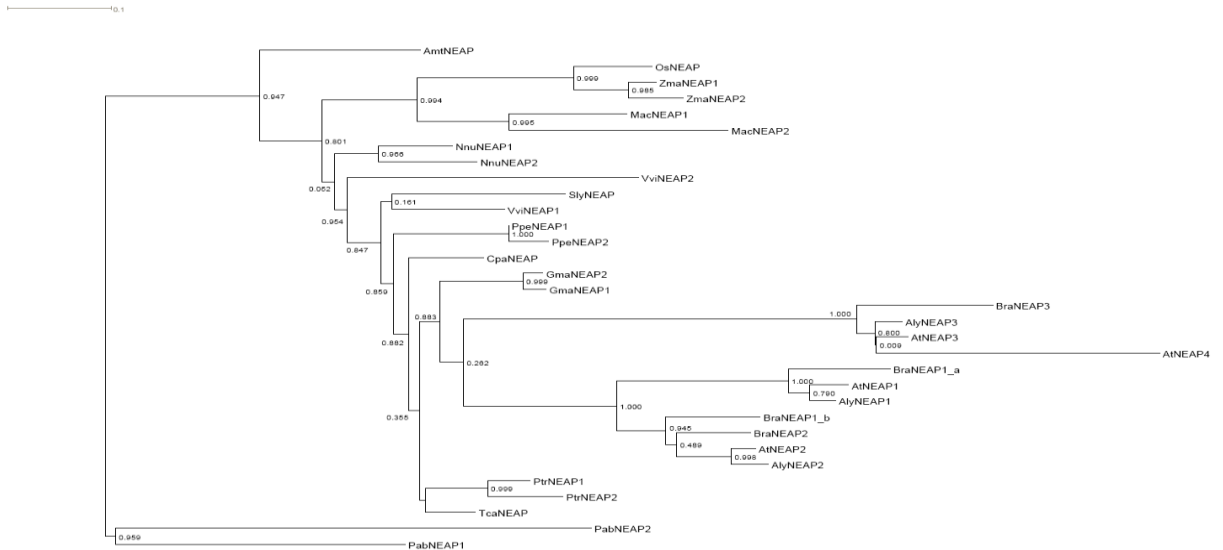 0.1
AmtNEAP
OsNEAP
0.999
ZmaNEAP1
0.985
0.947
ZmaNEAP2
0.994
MacNEAP1
0.995
MacNEAP2
0.801
NnuNEAP1
0.966
NnuNEAP2
VviNEAP2
0.052
SlyNEAP
0.161
VviNEAP1
0.954
PpeNEAP1
1.000
PpeNEAP2
0.847
CpaNEAP
GmaNEAP2
0.999
GmaNEAP1
0.859
BraNEAP3
1.000
0.883
AlyNEAP3
0.800
AtNEAP3
0.882
0.009
AtNEAP4
0.262
BraNEAP1_a
1.000
AtNEAP1
0.790
AlyNEAP1
1.000
0.355
BraNEAP1_b
0.945
BraNEAP2
0.489
AtNEAP2
0.998
AlyNEAP2
PtrNEAP1
0.999
PtrNEAP2
TcaNEAP
PabNEAP2
0.959
PabNEAP1